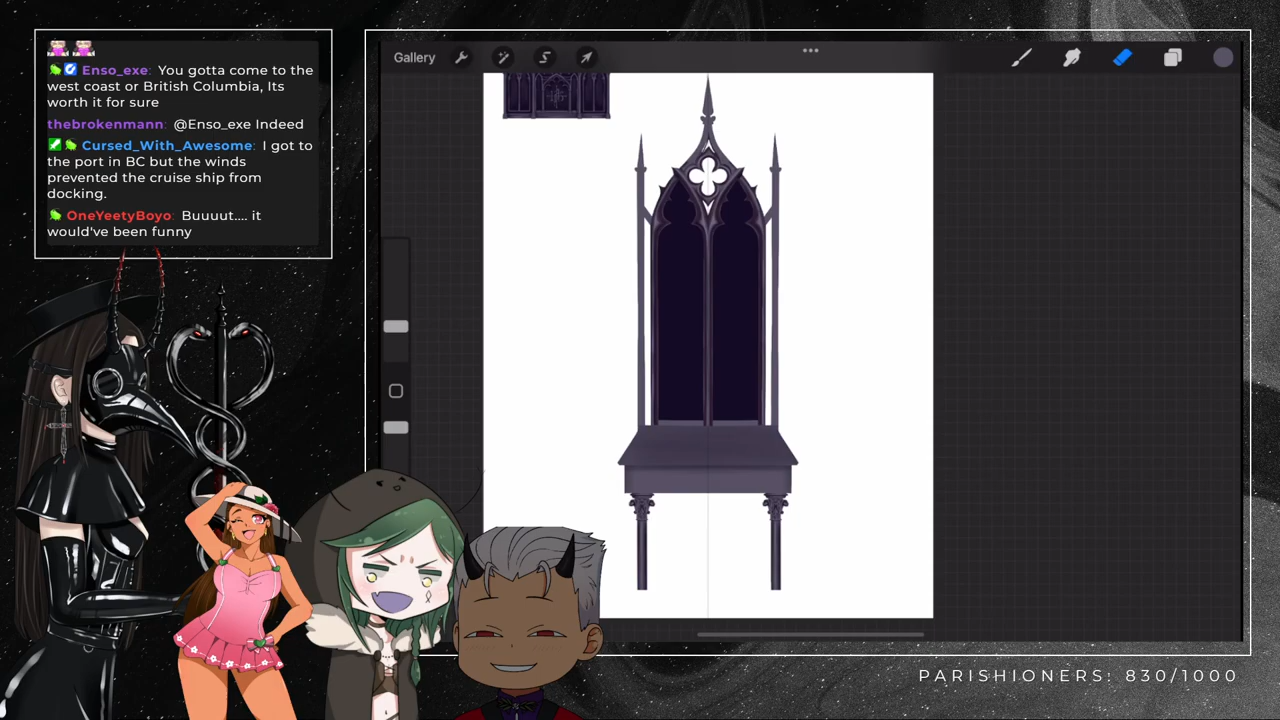 Enso_exe: You gotta come to the
west coast or British Columbia, Its
worth it for sure
thebrokenmann: @Enso_exe Indeed
Cursed_With_Awesome: I got to
the port in BC but the winds
prevented the cruise ship from
docking.
OneYeetyBoyo: Buuuut.... it
would've been funny
Gallery
PARISHIONERS: 830/1000